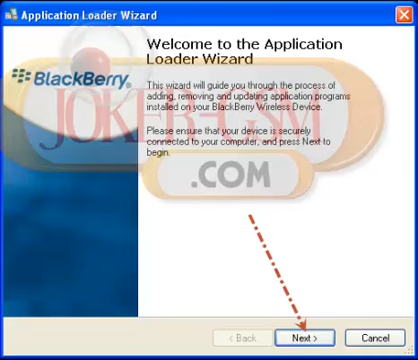 Application Loader Wizard
Welcome to the Application
Loader Wizard
BlackBerry
This wizard will guide you through the process of
adding, removing and updating application programs
installed on your BlackBerry Wireless Device.
JOKER-GSM
Please ensure that your device is securely
connected to your computer, and press Next to
begin.
.COM
< Back
Next >
Cancel